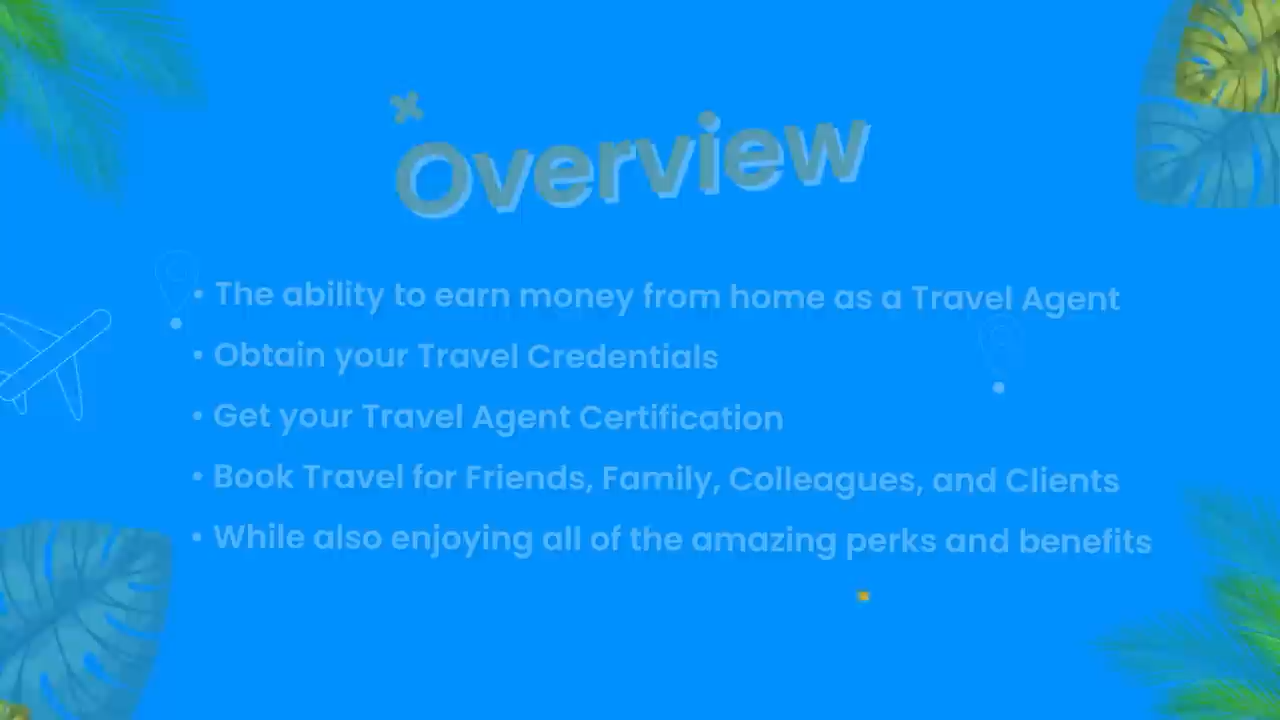 Overview
• The ability to earn money from home as a Travel Agent
• Obtain your Travel Credentials
• Get your Travel Agent Certification
• Book Travel for Friends, Family, Colleagues, and Clients
• While also enjoying all of the amazing perks and benefits